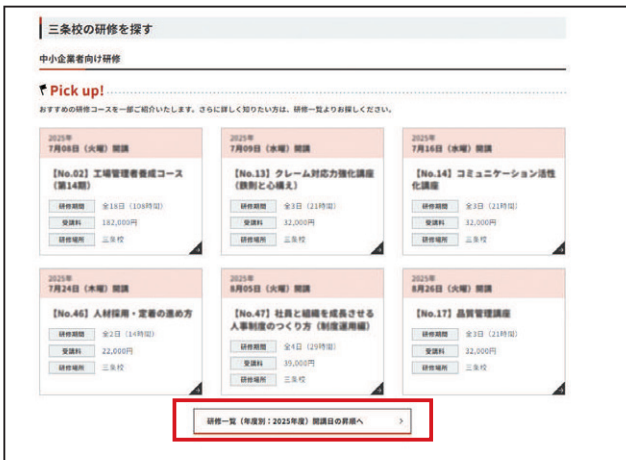 三条校の研修を探す
中小企業者向け研修
Pick up!
おすすめの研修コースを一部ご紹介いたします。さらに詳しく知りたい方は、研修一覧よりお探しください。
2025年
7月08日（火曜）開講
【No.02】工場管理者養成コース
（第14期）
研修期間 全18日（108時間）
受講料 182,000円
研修場所 三条校
2025年
7月09日（水曜）開講
【No.13】クレーム対応力強化講座
（鉄則と心構え）
研修期間 全3日（21時間）
受講料 32,000円
研修場所 三条校
2025年
7月16日（水曜）開講
【No.14】コミュニケーション活性
化講座
研修期間 全3日（21時間）
受講料 32,000円
研修場所 三条校
2025年
7月24日（木曜）開講
【No.46】人材採用・定着の進め方
研修期間 全2日（14時間）
受講料 22,000円
研修場所 三条校
2025年
8月05日（火曜）開講
【No.47】社員と組織を成長させる
人事制度のつくり方（制度運用編）
研修期間 全4日（25時間）
受講料 39,000円
研修場所 三条校
2025年
8月26日（火曜）開講
【No.17】品質管理講座
研修期間 全3日（21時間）
受講料 32,000円
研修場所 三条校
研修一覧（年度別：2025年度）開講日の昇順へ